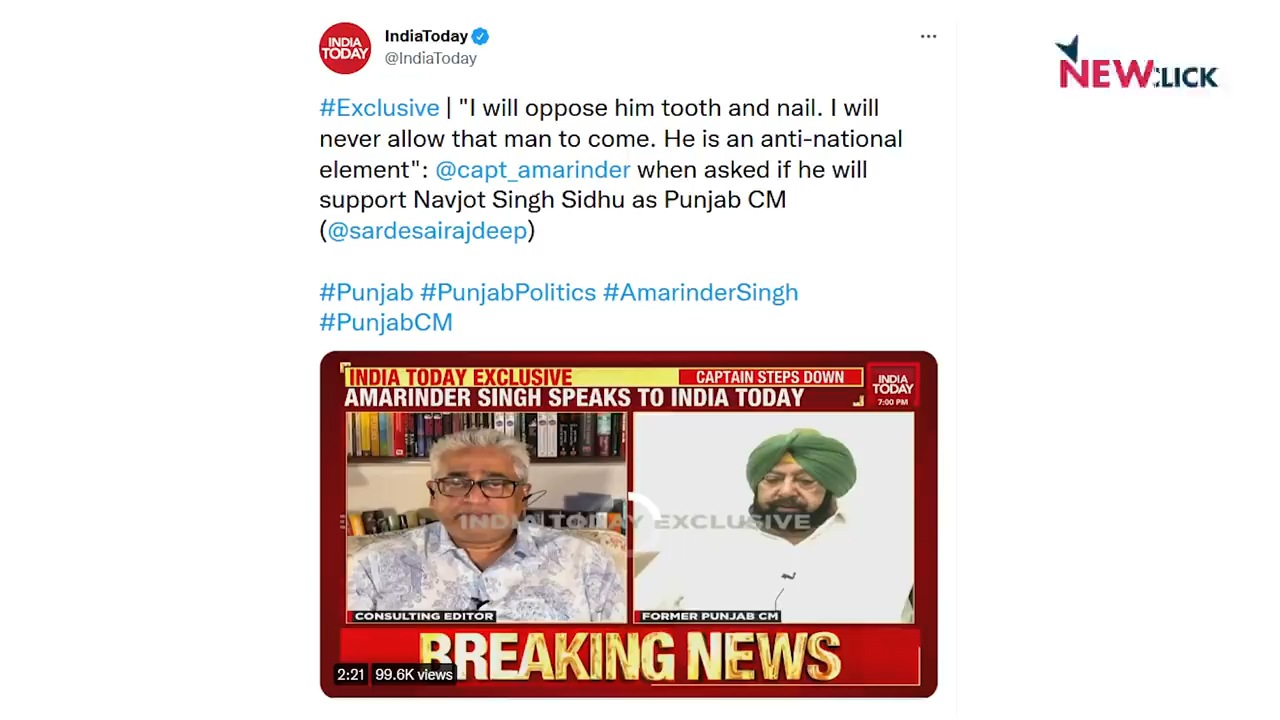 INDIA
TODAY
IndiaToday
@IndiaToday
...
NEWSCLICK
#Exclusive | "I will oppose him tooth and nail. I will
never allow that man to come. He is an anti-national
element": @capt_amarinder when asked if he will
support Navjot Singh Sidhu as Punjab CM
(@sardesairajdeep)
#Punjab #PunjabPolitics #AmarinderSingh
#PunjabCM
INDIA TODAY EXCLUSIVE
CAPTAIN STEPS DOWN
INDIA
TODAY
7:00 PM
AMARINDER SINGH SPEAKS TO INDIA TODAY
INDIA TODAY EXCLUSIVE
CONSULTING EDITOR
FORMER PUNJAB CM
BREAKING NEWS
2:21
99.6K views